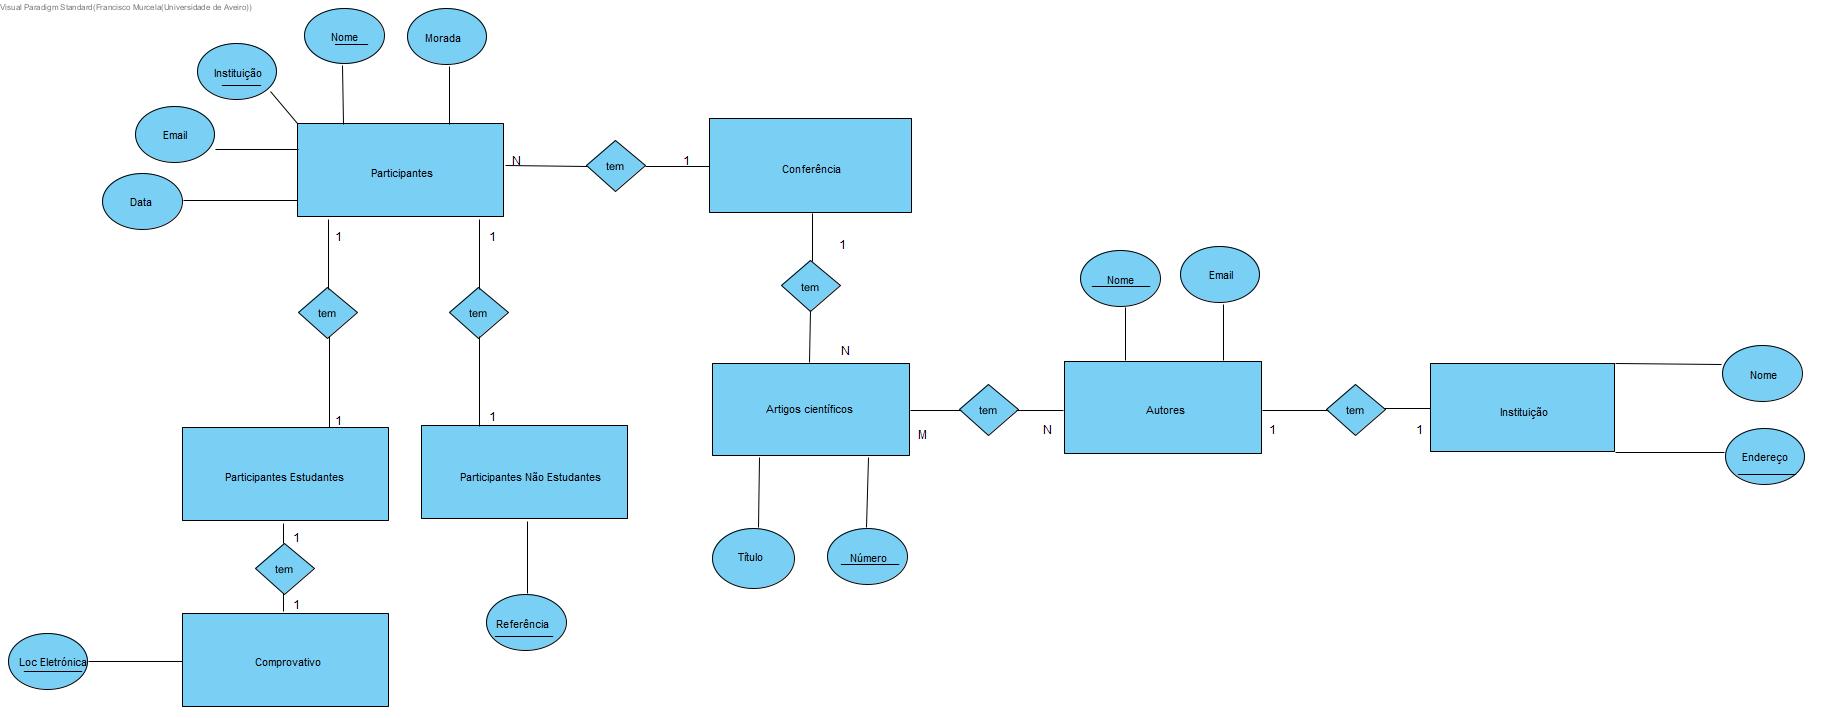 Visual Paradigm Standard(Francisco Murcela(Universidade de Aveiro))
Nome
Morada
Instituição
Email
Data
Participantes
N
tem
1
Conferência
1
1
1
tem
tem
tem
N
1
1
Nome
Email
Artigos científicos
M
tem
N
Autores
1
tem
1
Instituição
Nome
Endereço
Participantes Estudantes
Participantes Não Estudantes
1
tem
1
Título
Número
Referência
Loc Eletrónica
Comprovativo